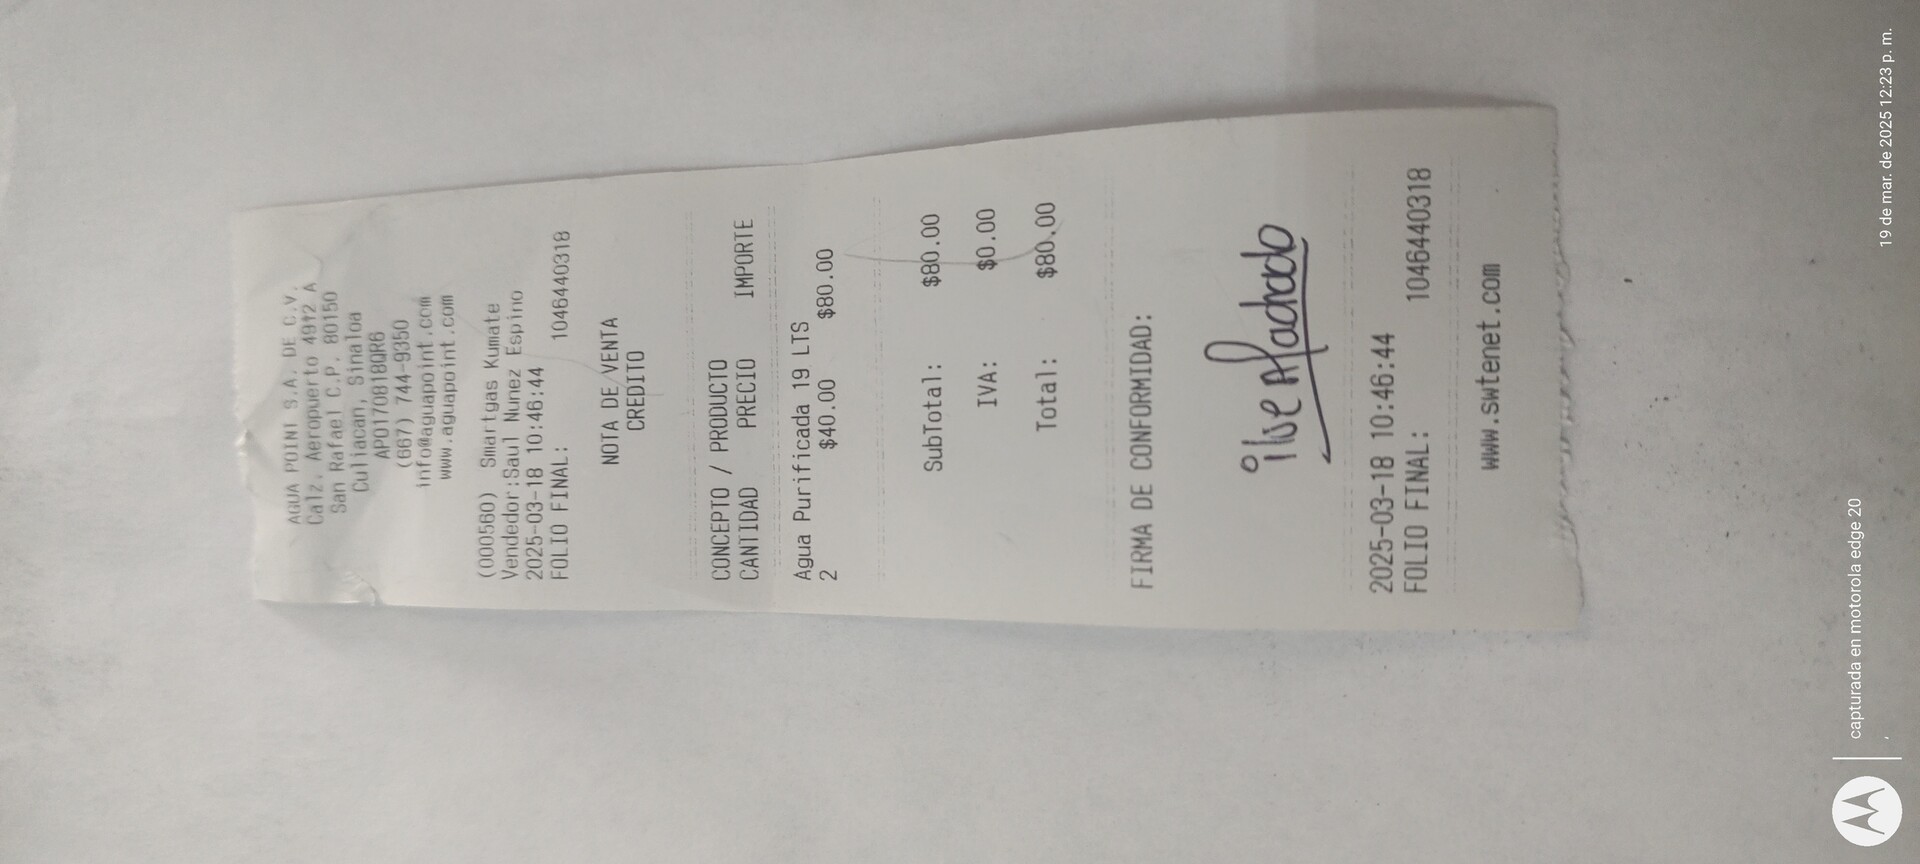 AGUA POINT S.A. DE C.V.
Calz. Aeropuerto 4912 A
San Rafael C.P. 80150
Culiacan, Sinaloa
APO170818QR6
(667) 744-9350
info@aguapoint.com
www.aguapoint.com
(000560) Smartgas Kumate
Vendedor:Saul Nunez Espino
2025-03-18 10:46:44
FOLIO FINAL: 1046440318
NOTA DE VENTA
CREDITO
CONCEPTO / PRODUCTO
CANTIDAD PRECIO IMPORTE
Agua Purificada 19 LTS
2 $40.00 $80.00
SubTotal: $80.00
IVA: $0.00
Total: $80.00
FIRMA DE CONFORMIDAD:
2025-03-18 10:46:44
FOLIO FINAL: 1046440318
www.swtenet.com
capturada en motorola edge 20
19 de mar. de 2025 12:23 p. m.